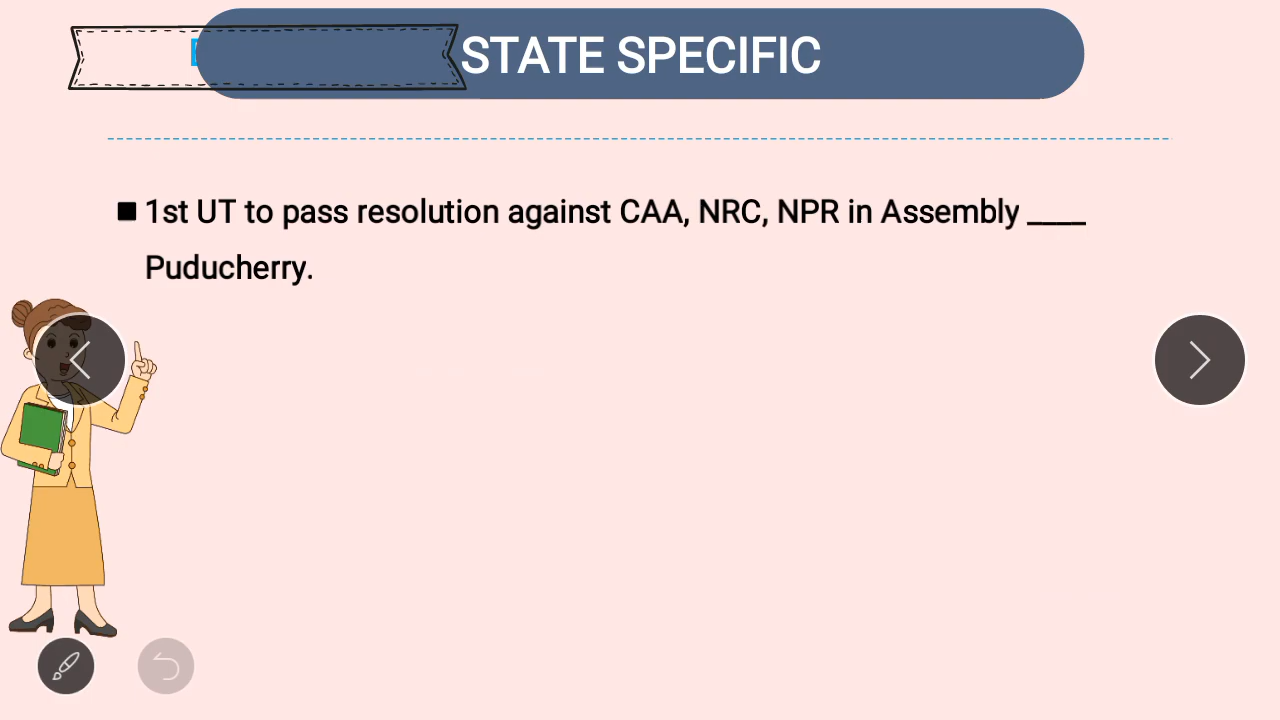 STATE SPECIFIC
■ 1st UT to pass resolution against CAA, NRC, NPR in Assembly ____
Puducherry.